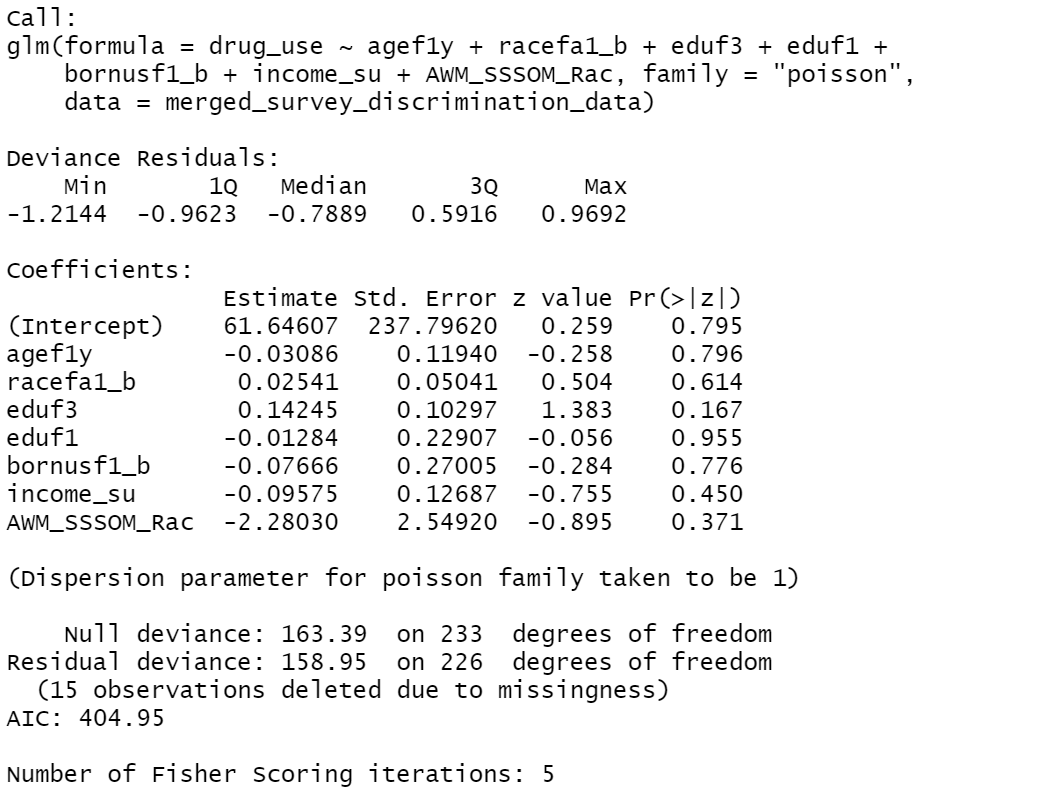 Call:
glm(formula = drug_use ~ agef1y + racefa1_b + eduf3 + eduf1 +
    bornusf1_b + income_su + AWM_SSSOM_Rac, family = "poisson",
    data = merged_survey_discrimination_data)

Deviance Residuals:
    Min       1Q   Median       3Q      Max
-1.2144  -0.9623  -0.7889   0.5916   0.9692

Coefficients:
               Estimate Std. Error z value Pr(>|z|)
(Intercept)    61.64607  237.79620   0.259    0.795
agef1y         -0.03086    0.11940  -0.258    0.796
racefa1_b       0.02541    0.05041   0.504    0.614
eduf3           0.14245    0.10297   1.383    0.167
eduf1          -0.01284    0.22907  -0.056    0.955
bornusf1_b     -0.07666    0.27005  -0.284    0.776
income_su      -0.09575    0.12687  -0.755    0.450
AWM_SSSOM_Rac  -2.28030    2.54920  -0.895    0.371

(Dispersion parameter for poisson family taken to be 1)

    Null deviance: 163.39  on 233  degrees of freedom
Residual deviance: 158.95  on 226  degrees of freedom
  (15 observations deleted due to missingness)
AIC: 404.95

Number of Fisher Scoring iterations: 5